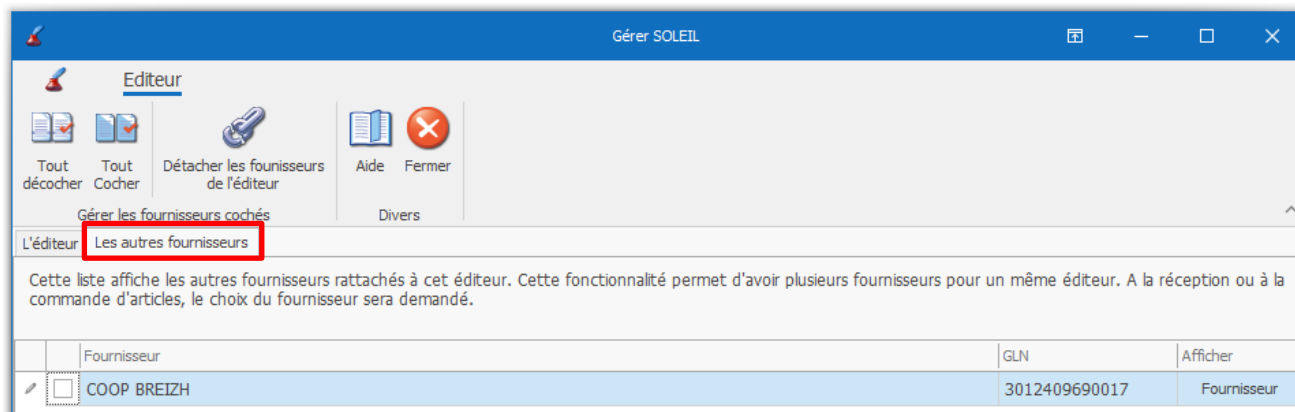 Gérer SOLEIL
Editeur
Tout décocher
Tout Cocher
Détacher les founisseurs de l'éditeur
Aide
Fermer
Gérer les fournisseurs cochés
Divers
L'éditeur
Les autres fournisseurs
Cette liste affiche les autres fournisseurs rattachés à cet éditeur. Cette fonctionnalité permet d'avoir plusieurs fournisseurs pour un même éditeur. A la réception ou à la
commande d'articles, le choix du fournisseur sera demandé.
Fournisseur GLN Afficher
COOP BREIZH 3012409690017 Fournisseur